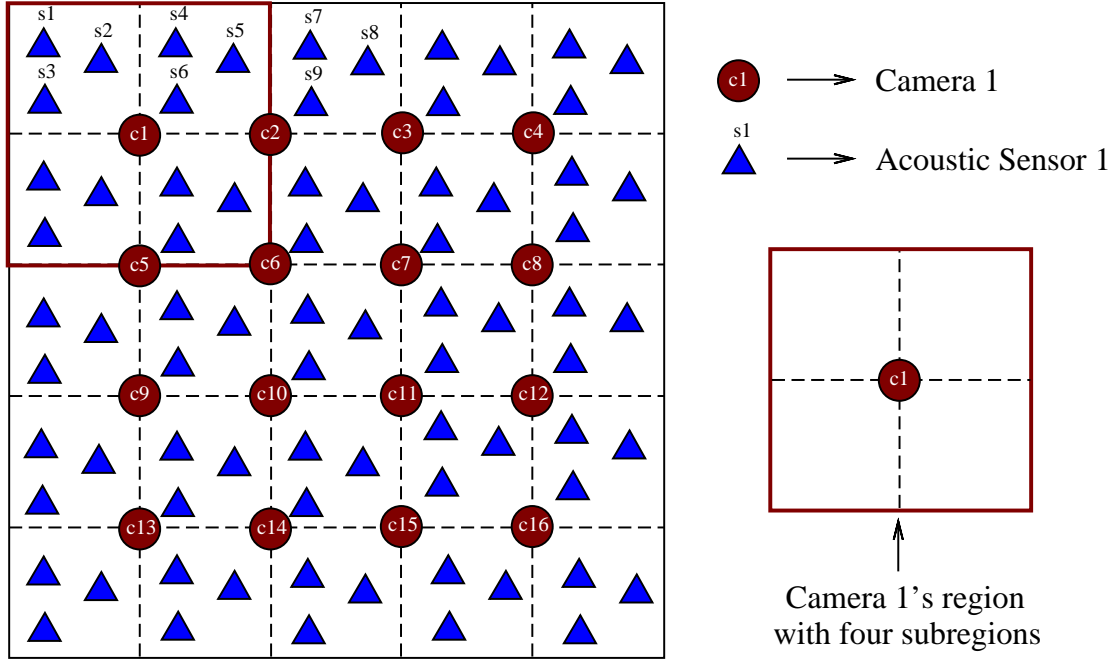 s1 s2 s4 s5 s7 s8
s3 s6 s9
c1 c2 c3 c4
c5 c6 c7 c8
c9 c10 c11 c12
c13 c14 c15 c16
c1 Camera 1
s1
Acoustic Sensor 1
c1
Camera 1's region
with four subregions